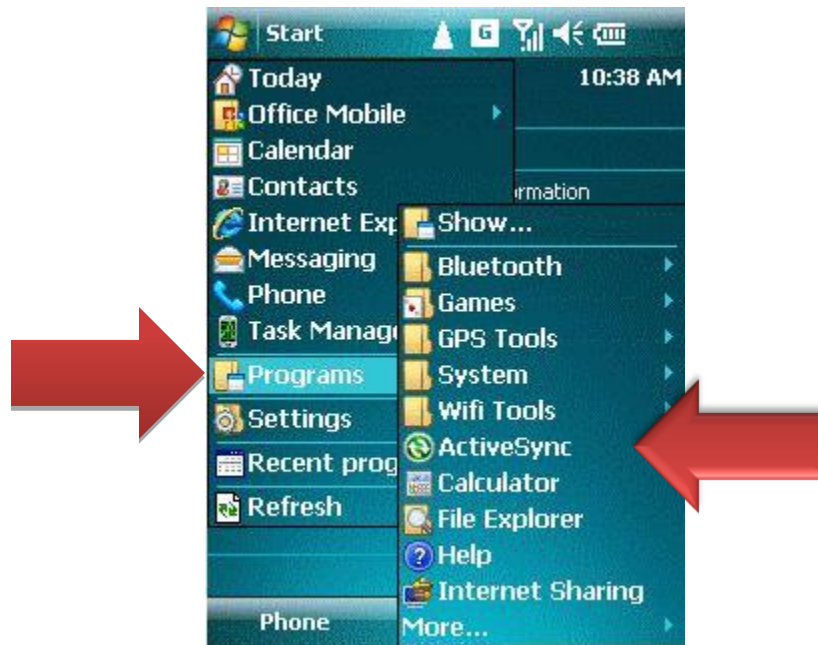 Start
G
10:38 AM
Today
Office Mobile
Calendar
Contacts
rmation
Internet Exp
Messaging
Phone
Task Manag
Programs
Settings
Recent prog
Refresh
Show...
Bluetooth
Games
GPS Tools
System
Wifi Tools
ActiveSync
Calculator
File Explorer
Help
Internet Sharing
More...
Phone